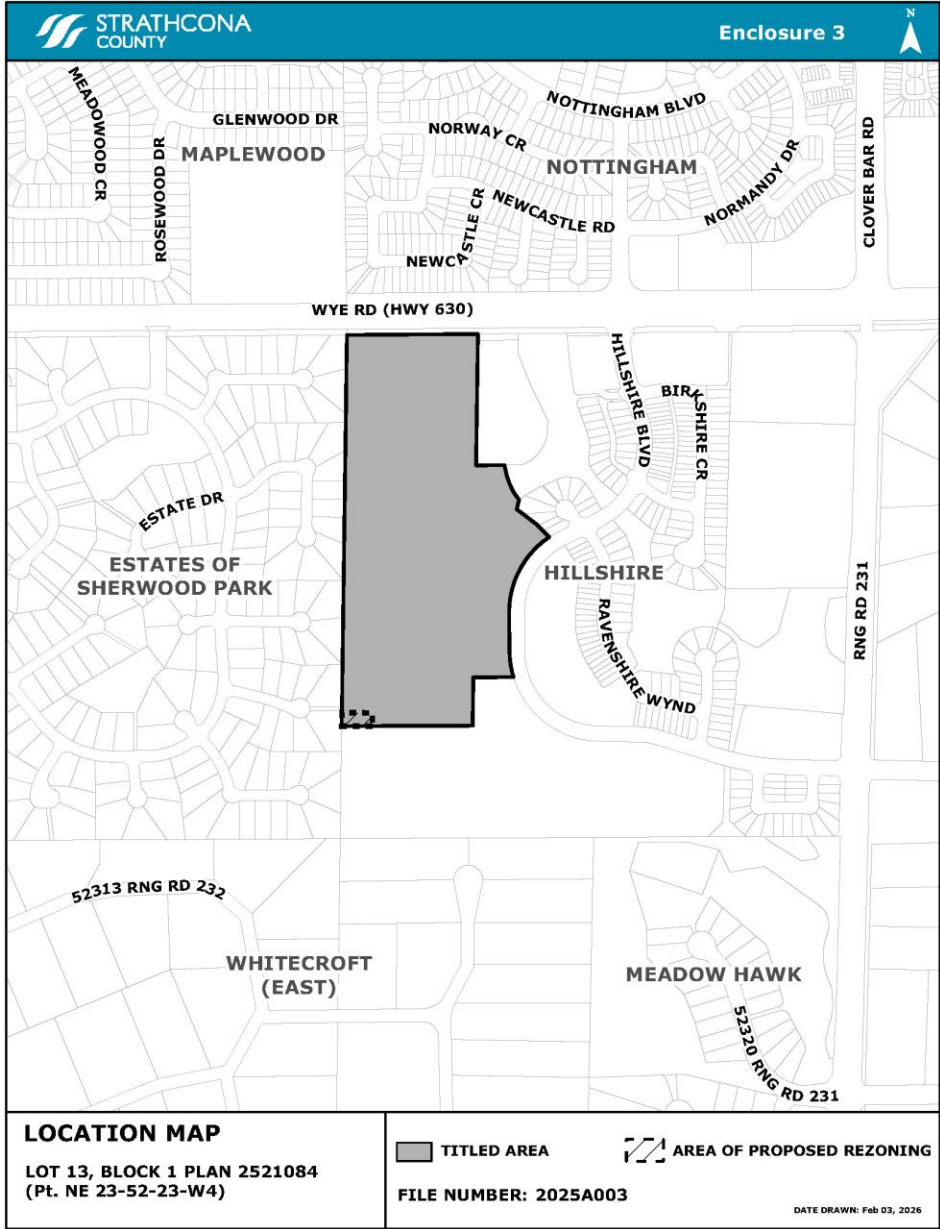 STRATHCONA
COUNTY
Enclosure 3
N
MEADOWOOD CR
GLENWOOD DR
MAPLEWOOD
ROSEWOOD DR
NOTTINGHAM BLVD
NORWAY CR
NOTTINGHAM
NORMANDY DR
CLOVER BAR RD
NEWCASTLE RD
NEWCASTLE CR
WYE RD (HWY 630)
HILLSHIRE BLVD
BIRKSHIRE CR
ESTATE DR
ESTATES OF
SHERWOOD PARK
HILLSHIRE
RNG RD 231
RAVENSHIRE WYND
52313 RNG RD 232
WHITECROFT
(EAST)
MEADOW HAWK
52320 RNG RD 231
LOCATION MAP
LOT 13, BLOCK 1 PLAN 2521084
(Pt. NE 23-52-23-W4)
TITLED AREA
AREA OF PROPOSED REZONING
FILE NUMBER: 2025A003
DATE DRAWN: Feb 03, 2026